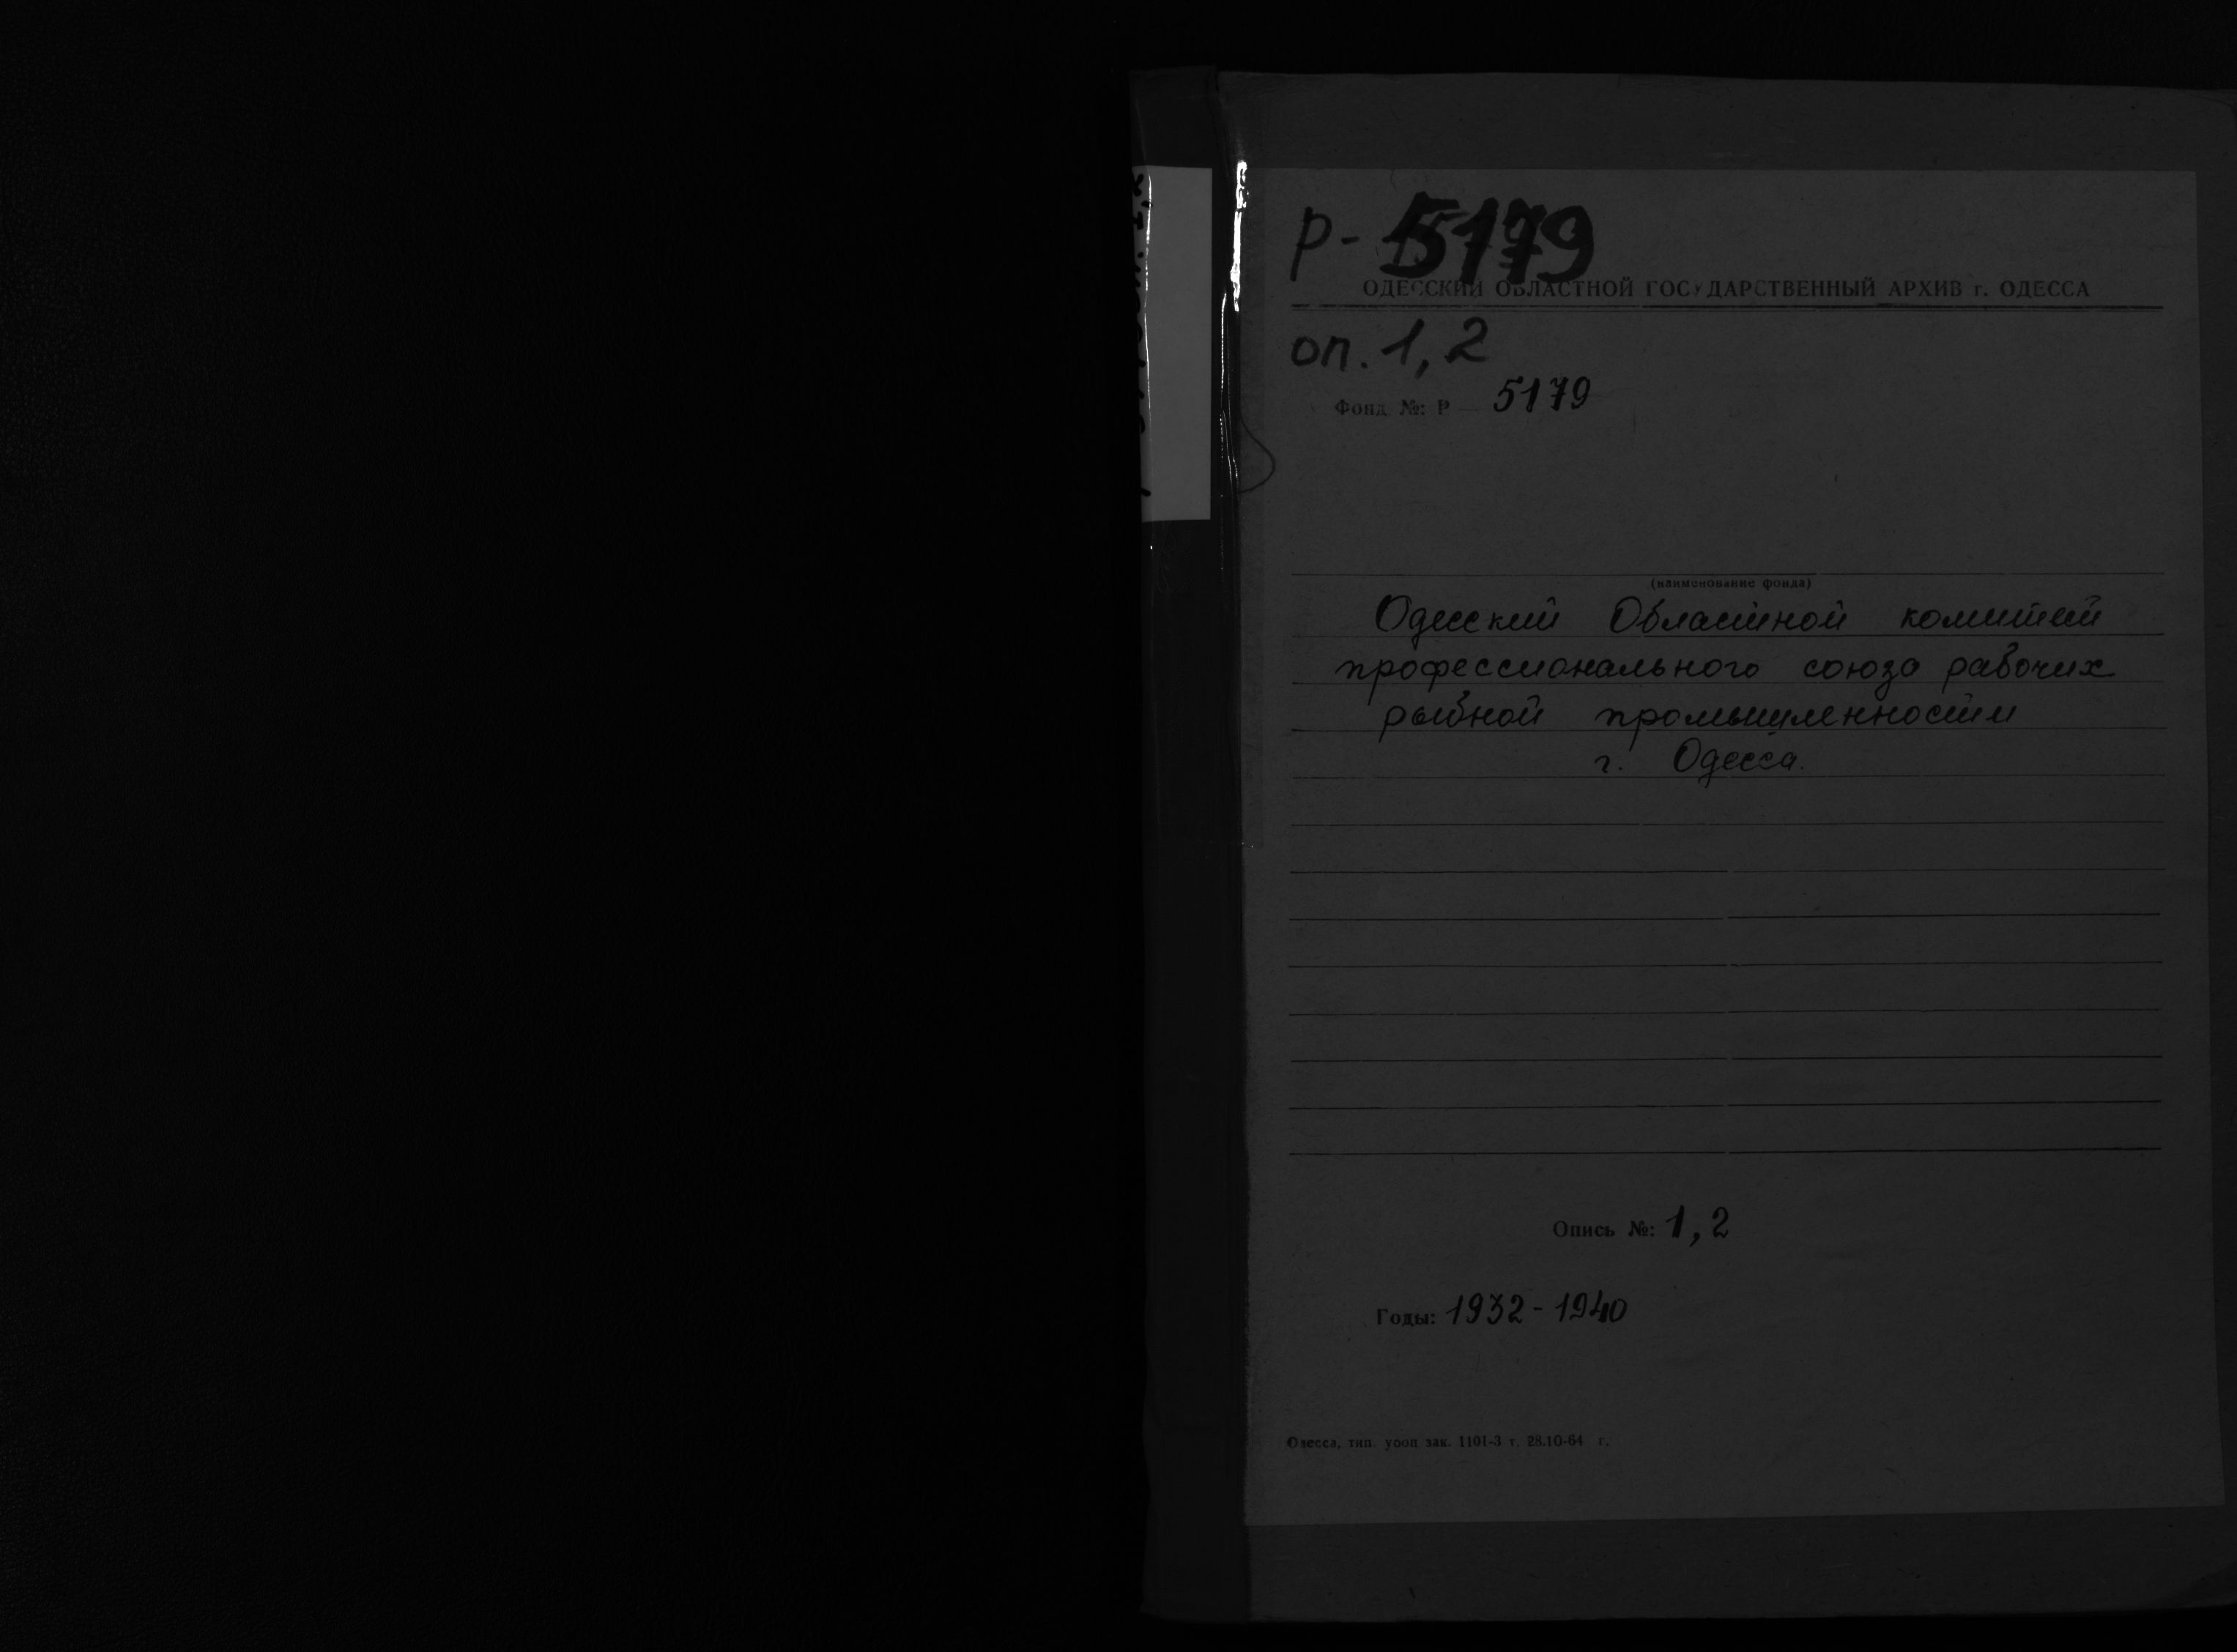 Р-5179
ОДЕССКИЙ ОБЛАСТНОЙ ГОСУДАРСТВЕННЫЙ АРХИВ г. ОДЕССА
оп. 1,2
Фонд №: Р — 5179
(наименование фонда)
Одесский Областной комитет
профессионального союза рабочих
рыбной промышленности
г. Одесса.
Опись №: 1,2
Годы: 1932 - 1940
Одесса, тип. уооп зак. 1101-3 т. 28.10-64 г.